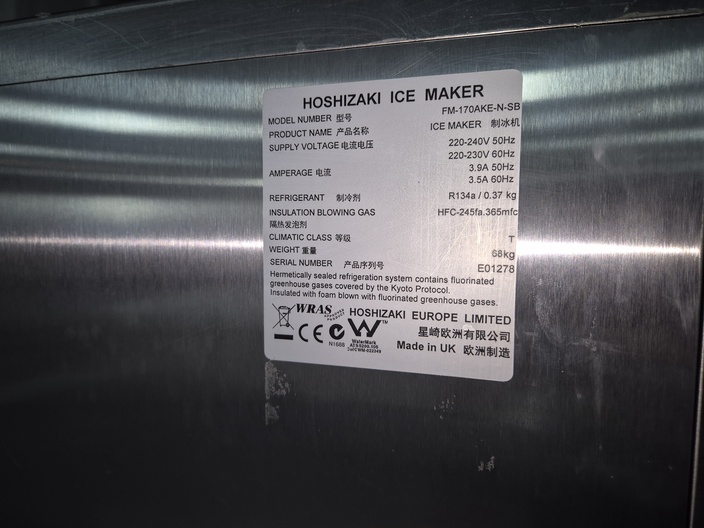 HOSHIZAKI ICE MAKER
MODEL NUMBER 型号 FM-170AKE-N-SB
PRODUCT NAME 产品名称 ICE MAKER 制冰机
SUPPLY VOLTAGE 电流电压 220-240V 50Hz
220-230V 60Hz
AMPERAGE 电流 3.9A 50Hz
3.5A 60Hz
REFRIGERANT 制冷剂 R134a / 0.37 kg
INSULATION BLOWING GAS HFC-245fa.365mfc
隔热发泡剂
CLIMATIC CLASS 等级 T
WEIGHT 重量 68kg
SERIAL NUMBER 产品序列号 E01278
Hermetically sealed refrigeration system contains fluorinated
greenhouse gases covered by the Kyoto Protocol.
Insulated with foam blown with fluorinated greenhouse gases.
WRAS APPROVED PRODUCT HOSHIZAKI EUROPE LIMITED
CE N1688 W TM 星崎欧洲有限公司
WaterMark
Made in UK 欧洲制造